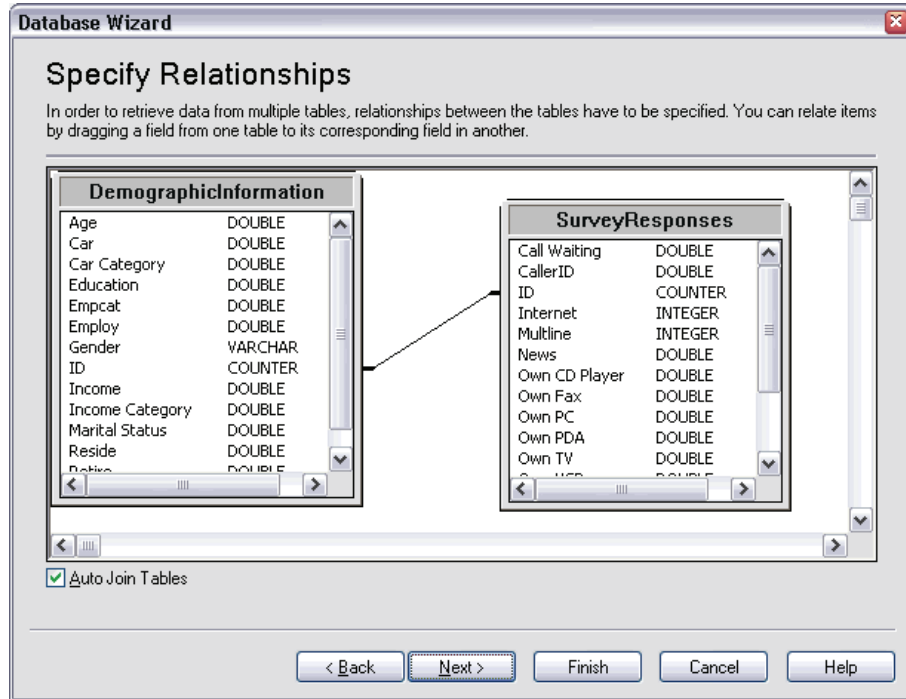 Database Wizard
Specify Relationships
In order to retrieve data from multiple tables, relationships between the tables have to be specified. You can relate items
by dragging a field from one table to its corresponding field in another.
DemographicInformation
Age DOUBLE
Car DOUBLE
Car Category DOUBLE
Education DOUBLE
Empcat DOUBLE
Employ DOUBLE
Gender VARCHAR
ID COUNTER
Income DOUBLE
Income Category DOUBLE
Marital Status DOUBLE
Reside DOUBLE
Retire DOUBLE
SurveyResponses
Call Waiting DOUBLE
CallerID DOUBLE
ID COUNTER
Internet INTEGER
Multline INTEGER
News DOUBLE
Own CD Player DOUBLE
Own Fax DOUBLE
Own PC DOUBLE
Own PDA DOUBLE
Own TV DOUBLE
DOUBLE
Auto Join Tables
< Back Next > Finish Cancel Help